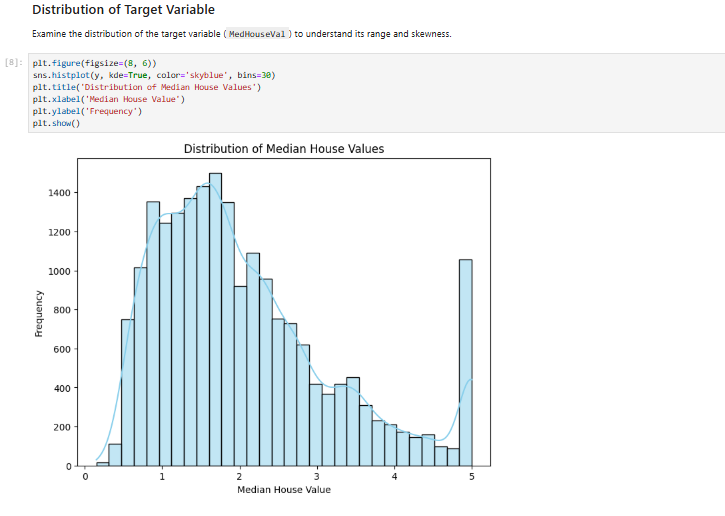 Distribution of Target Variable
Examine the distribution of the target variable ( MedHouseVal ) to understand its range and skewness.
[8]:
plt.figure(figsize=(8, 6))
sns.histplot(y, kde=True, color='skyblue', bins=30)
plt.title('Distribution of Median House Values')
plt.xlabel('Median House Value')
plt.ylabel('Frequency')
plt.show()
Distribution of Median House Values
1400
1200
1000
800
600
400
200
0
Frequency
0 1 2 3 4 5
Median House Value